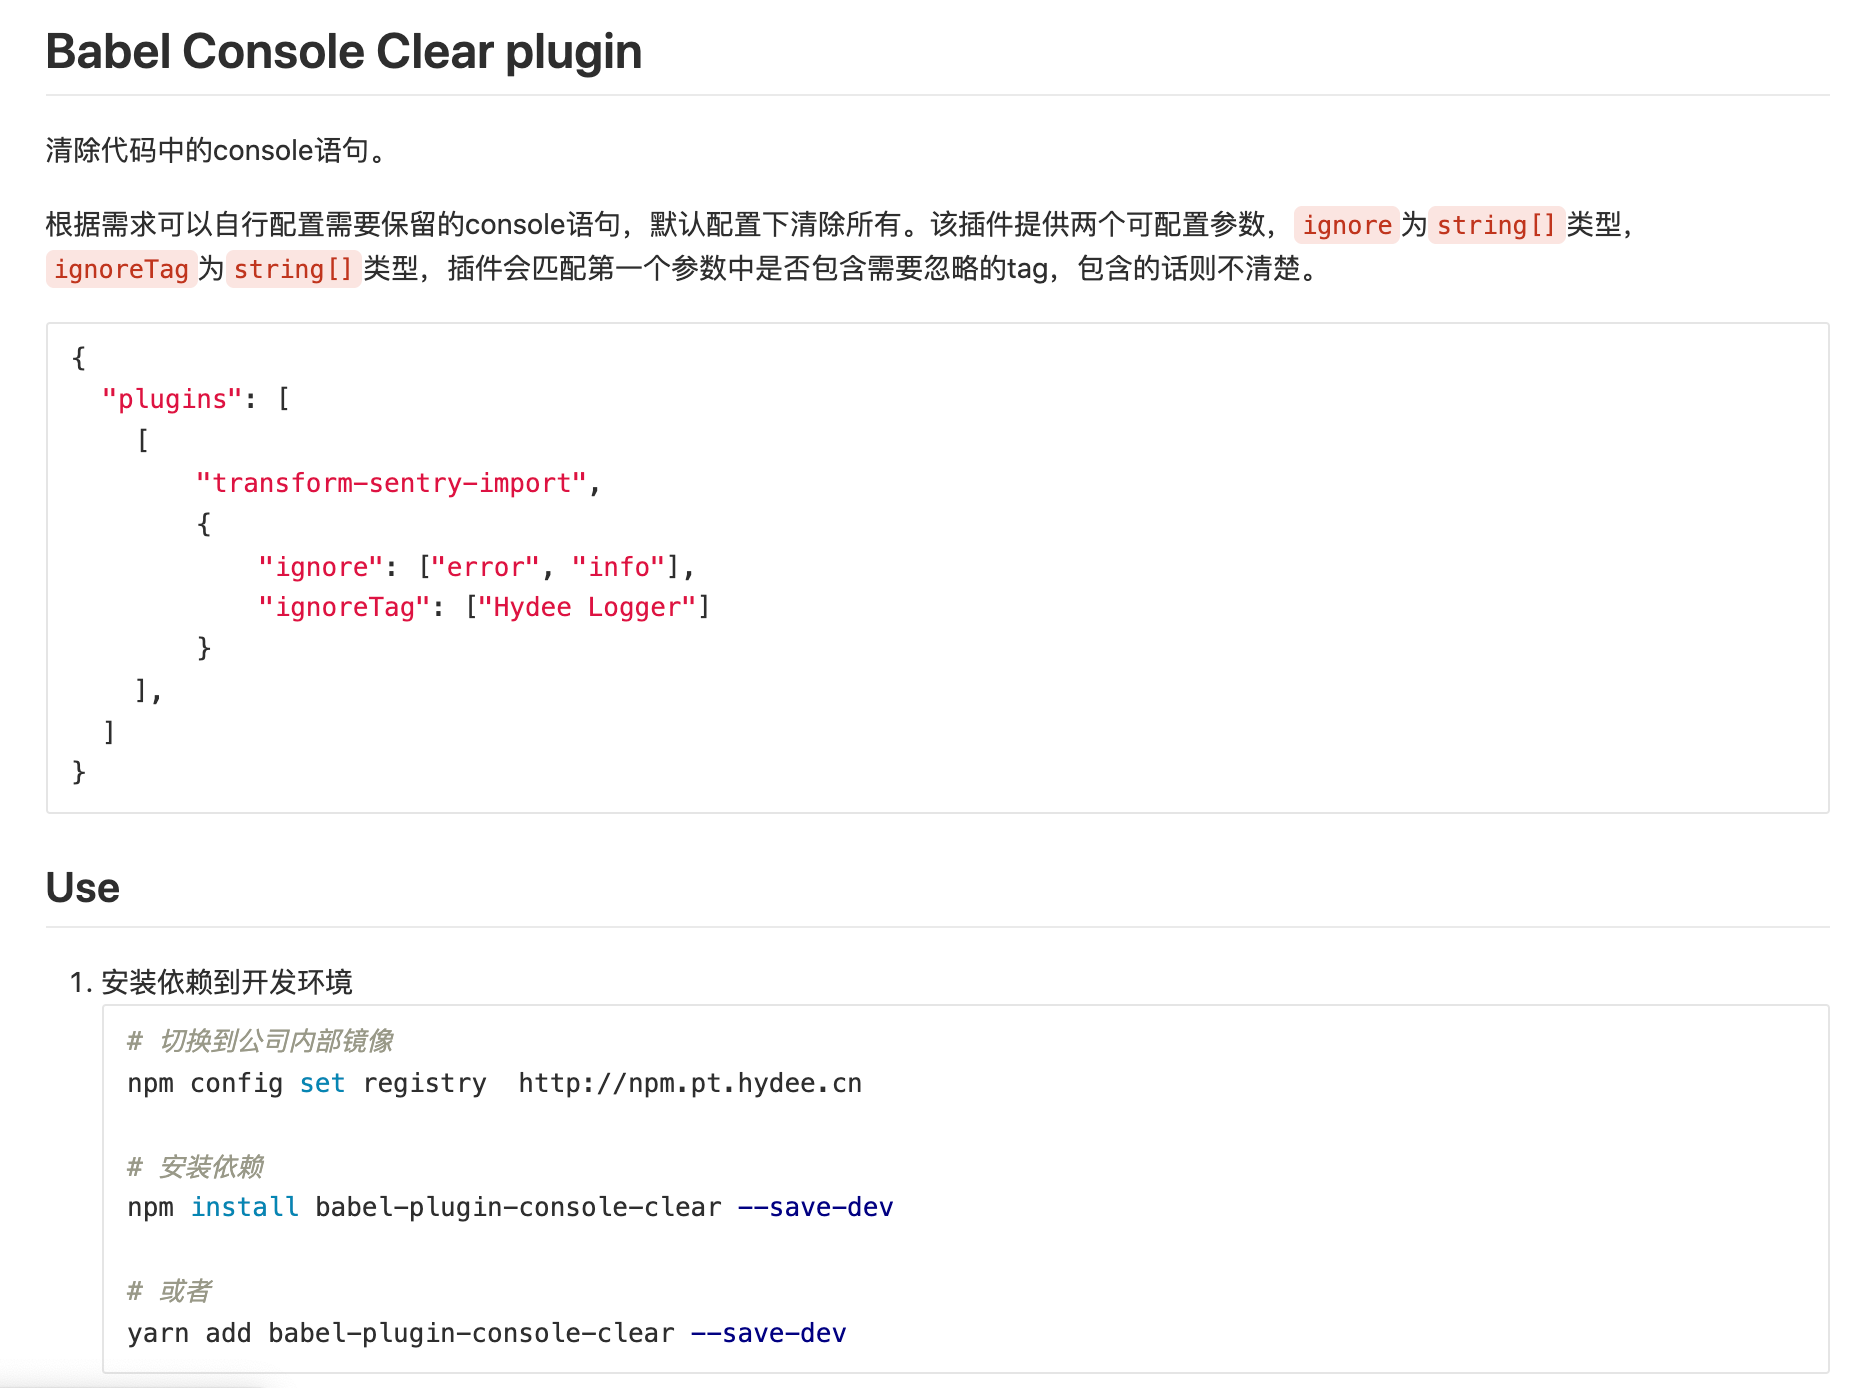 Babel Console Clear plugin
清除代码中的console语句。
根据需求可以自行配置需要保留的console语句，默认配置下清除所有。该插件提供两个可配置参数，ignore为string[]类型，
ignoreTag为string[]类型，插件会匹配第一个参数中是否包含需要忽略的tag，包含的话则不清楚。
{
  "plugins": [
    [
        "transform-sentry-import",
        {
            "ignore": ["error", "info"],
            "ignoreTag": ["Hydee Logger"]
        }
    ],
  ]
}
Use
1. 安装依赖到开发环境
# 切换到公司内部镜像
npm config set registry  http://npm.pt.hydee.cn
# 安装依赖
npm install babel-plugin-console-clear --save-dev
# 或者
yarn add babel-plugin-console-clear --save-dev